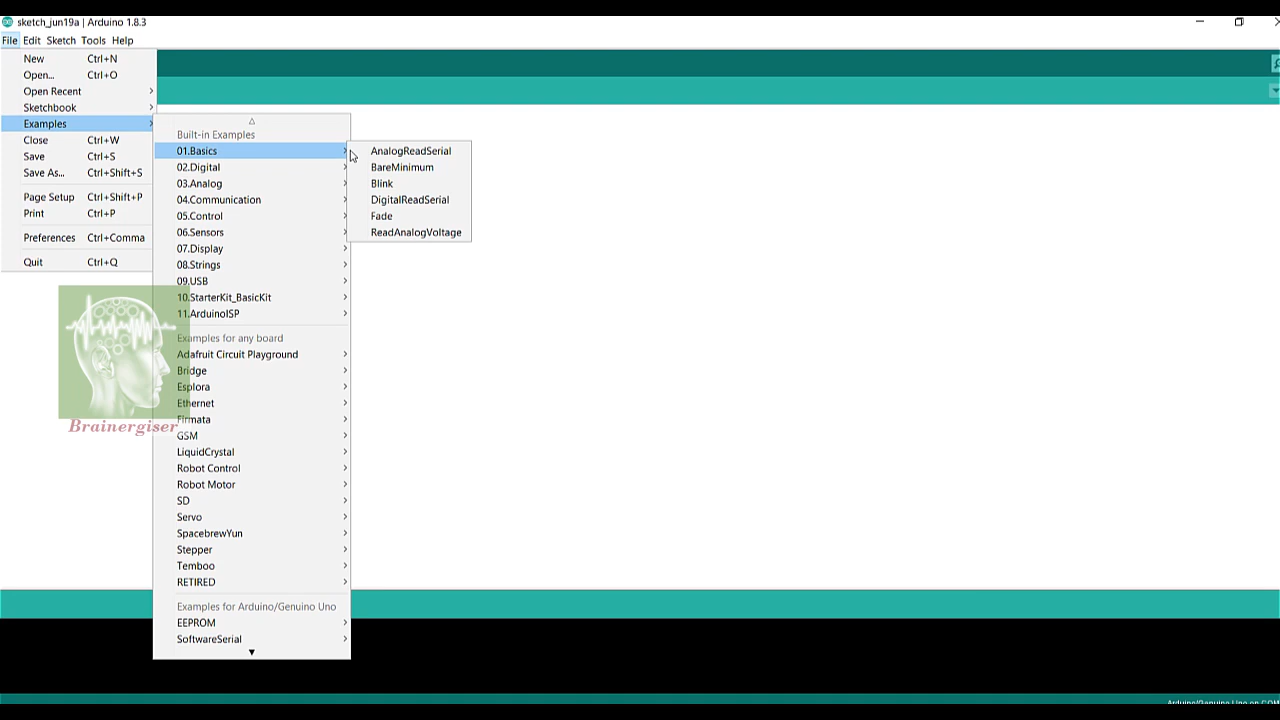 sketch_jun19a | Arduino 1.8.3
File Edit Sketch Tools Help
New Ctrl+N
Open... Ctrl+O
Open Recent
Sketchbook
Examples
Close Ctrl+W
Save Ctrl+S
Save As... Ctrl+Shift+S
Page Setup Ctrl+Shift+P
Print Ctrl+P
Preferences Ctrl+Comma
Quit Ctrl+Q
Built-in Examples
01.Basics
02.Digital
03.Analog
04.Communication
05.Control
06.Sensors
07.Display
08.Strings
09.USB
10.StarterKit_BasicKit
11.ArduinoISP
Examples for any board
Adafruit Circuit Playground
Bridge
Esplora
Ethernet
Firmata
GSM
LiquidCrystal
Robot Control
Robot Motor
SD
Servo
SpacebrewYun
Stepper
Temboo
RETIRED
Examples for Arduino/Genuino Uno
EEPROM
SoftwareSerial
AnalogReadSerial
BareMinimum
Blink
DigitalReadSerial
Fade
ReadAnalogVoltage
Brainergiser
Arduino/Genuino Uno on COM